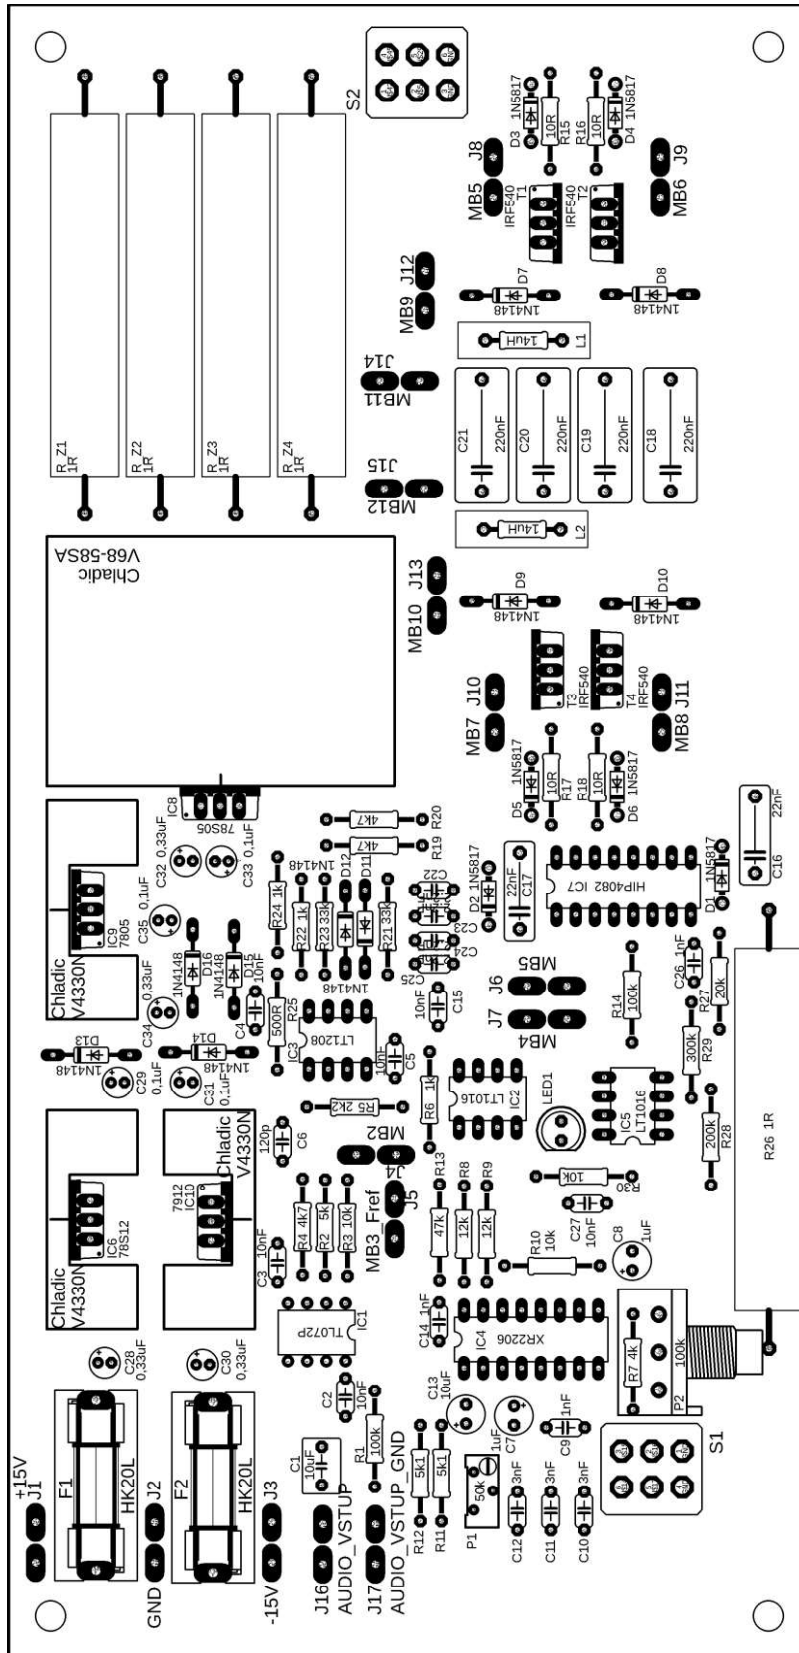 S2
D3
1N5817
10R
R15
R16
10R
D4
1N5817
J8
MB5
IRF540
T1
IRF540
T2
J9
MB6
J12
MB9
D7
1N4148
D8
1N4148
14uH
L1
J14
MB11
C21
220nF
C20
220nF
C19
220nF
C18
220nF
R_Z1
1R
R_Z2
1R
R_Z3
1R
R_Z4
1R
J15
MB12
14uH
L2
Chladic
V68-58SA
J13
MB10
D9
1N4148
D10
1N4148
J10
MB7
T3
IRF540
T4
IRF540
J11
MB8
D5
1N5817
10R
R17
R18
10R
D6
1N5817
IC8
78S05
4k7
R20
4k7
R19
C32
0,33uF
C33
0,1uF
C22
D2
1N5817
22nF
C17
HIP4082
IC7
D1
1N5817
22nF
C16
IC9
7805
Chladic
V4330N
C35
0,1uF
R24 1k
R22 1k
R23 33k
1N4148
D12
D11
R21 33k
C23
C24
C25
1N4148
D16
1N4148
D15
C34
0,33uF
C4
10nF
500R
R25
1N4148
IC3
LT1208
10nF
C15
J6
MB5
J7
MB4
R14
100k
C26
1nF
R27
20k
300k
R29
D13
1N4148
D14
1N4148
C29
0,1uF
C31
0,1uF
10nF
C5
R5 2k2
R6 1k
LT1016
IC2
LED1
IC5
LT1016
200k
R28
R26 1R
Chladic
V4330N
IC6
78S12
7912
IC10
Chladic
V4330N
120p
C6
MB2
J4
J5
MB3_Fref
R13
47k
R8
12k
R9
12k
10k
R30
C27
10nF
R10
10k
C8
1uF
R4 4k7
R2 5k
R3 10k
C3
10nF
IC1
TL072P
C14
1nF
IC4
XR2206
R7 4k
100k
P2
C28
0,33uF
C30
0,33uF
C2
10nF
C13
10uF
1uF
C7
1nF
C9
S1
+15V
J1
F1
HK20L
J2
GND
F2
HK20L
J3
-15V
C1
10uF
R1
100k
J16
AUDIO_VSTUP
J17
AUDIO_VSTUP_GND
5k1
R12
5k1
R11
50k
P1
3nF
C12
3nF
C11
3nF
C10